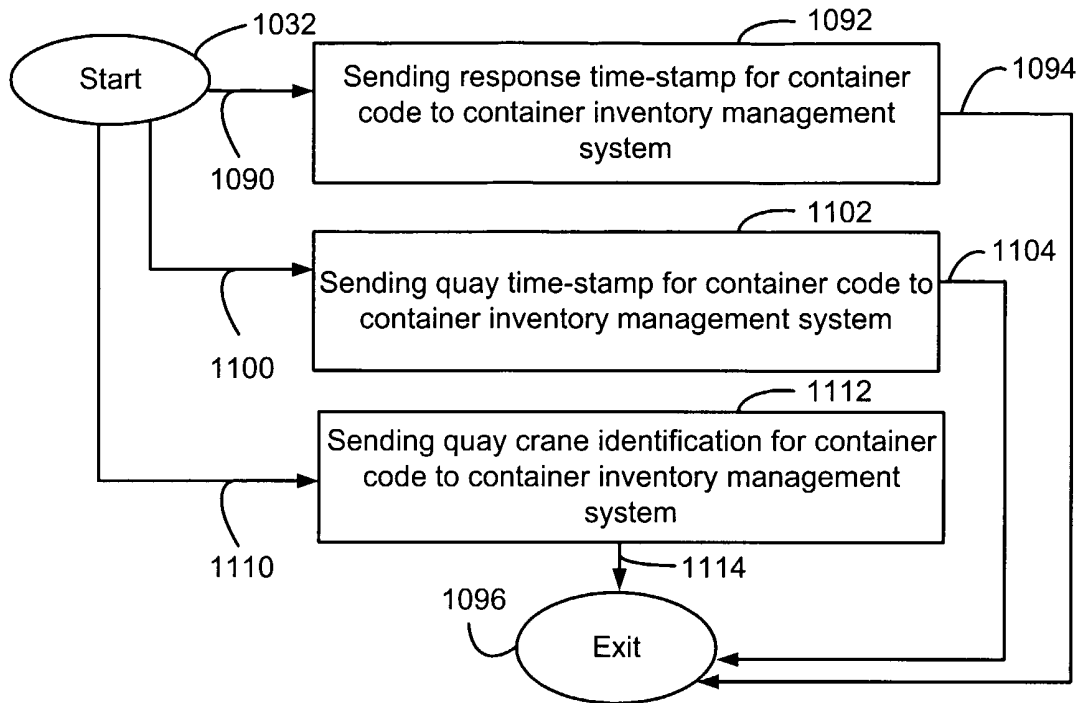 1032
Start
1092
Sending response time-stamp for container
code to container inventory management
system
1094
1090
1102
Sending quay time-stamp for container code to
container inventory management system
1104
1100
1112
Sending quay crane identification for container
code to container inventory management
system
1110
1114
1096
Exit